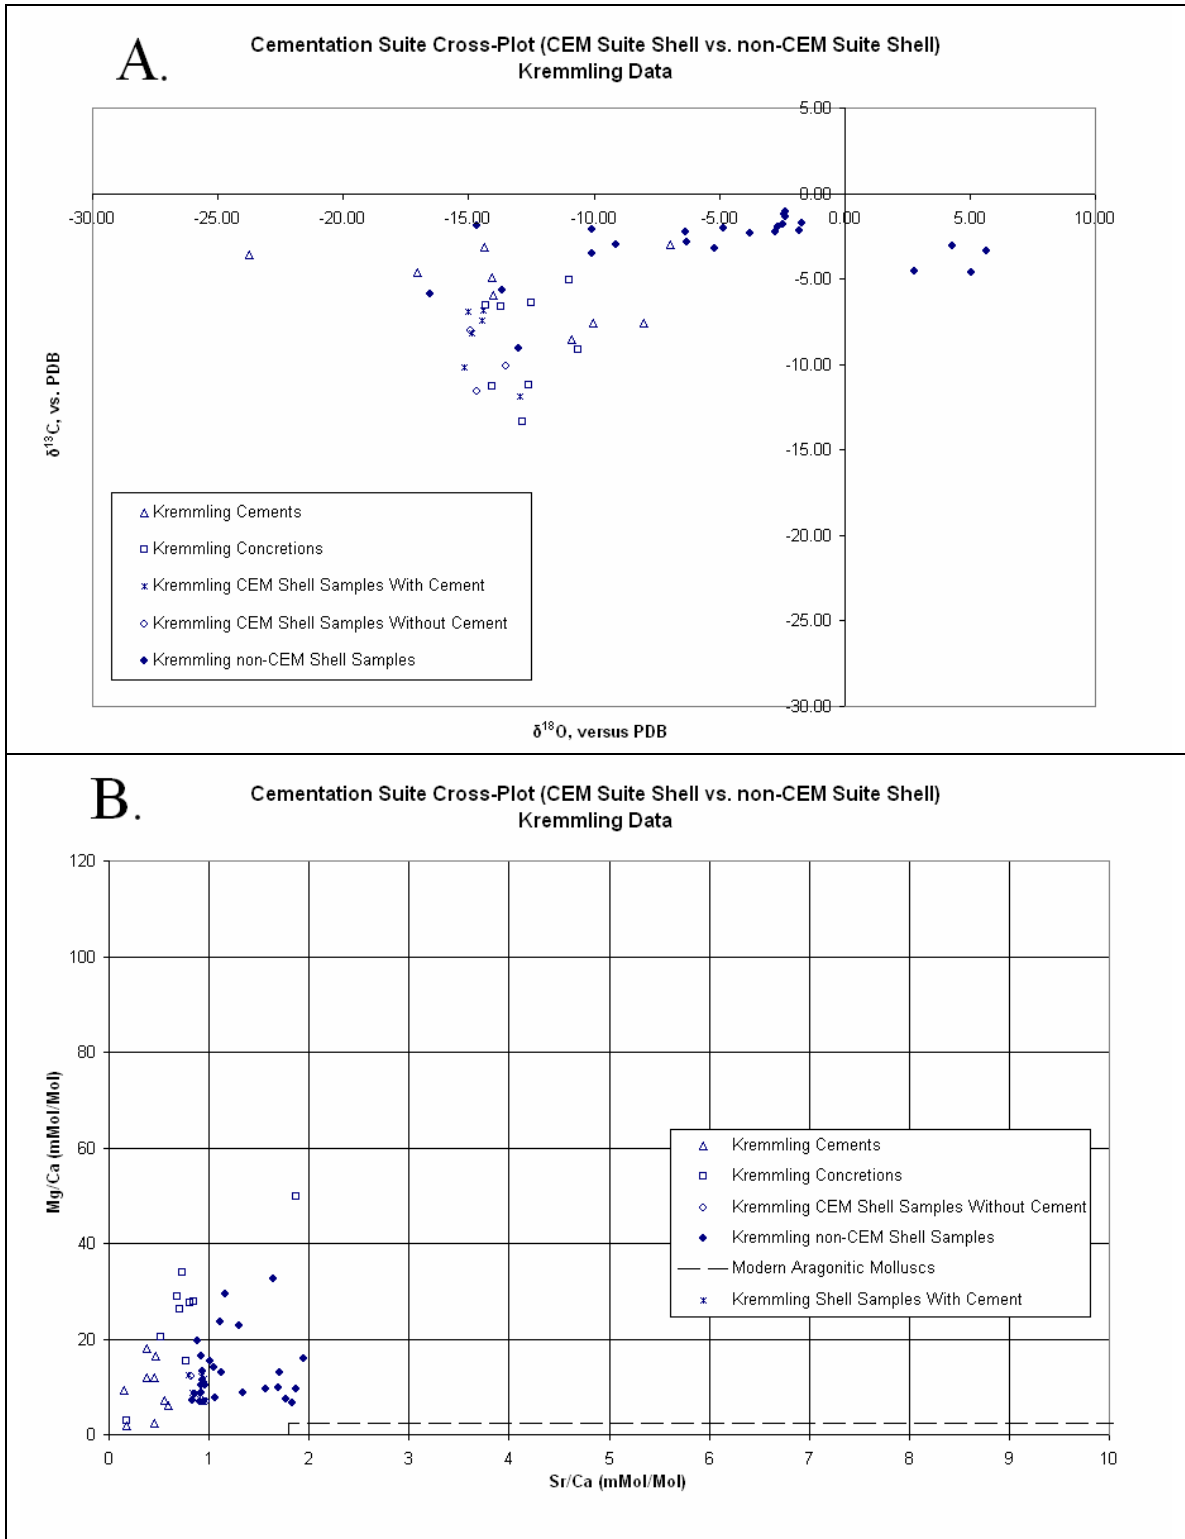 A.
Cementation Suite Cross-Plot (CEM Suite Shell vs. non-CEM Suite Shell)
Kremmling Data
5.00
0.00
-30.00 -25.00 -20.00 -15.00 -10.00 -5.00 0.00 5.00 10.00
-5.00
-10.00
-15.00
-20.00
-25.00
-30.00
δ13C, vs. PDB
Kremmling Cements
Kremmling Concretions
Kremmling CEM Shell Samples With Cement
Kremmling CEM Shell Samples Without Cement
Kremmling non-CEM Shell Samples
δ18O, versus PDB
B.
Cementation Suite Cross-Plot (CEM Suite Shell vs. non-CEM Suite Shell)
Kremmling Data
120
100
80
60
40
20
0
Mg/Ca (mMol/Mol)
Kremmling Cements
Kremmling Concretions
Kremmling CEM Shell Samples Without Cement
Kremmling non-CEM Shell Samples
Modern Aragonitic Molluscs
Kremmling Shell Samples With Cement
0 1 2 3 4 5 6 7 8 9 10
Sr/Ca (mMol/Mol)